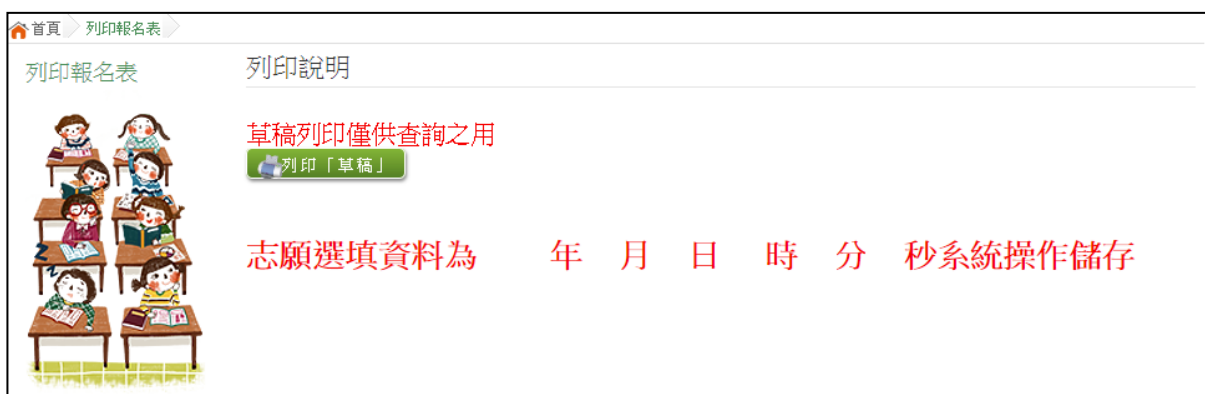 首頁 列印報名表
列印報名表
列印說明
草稿列印僅供查詢之用
列印「草稿」
志願選填資料為 年 月 日 時 分 秒系統操作儲存
Z Z Z